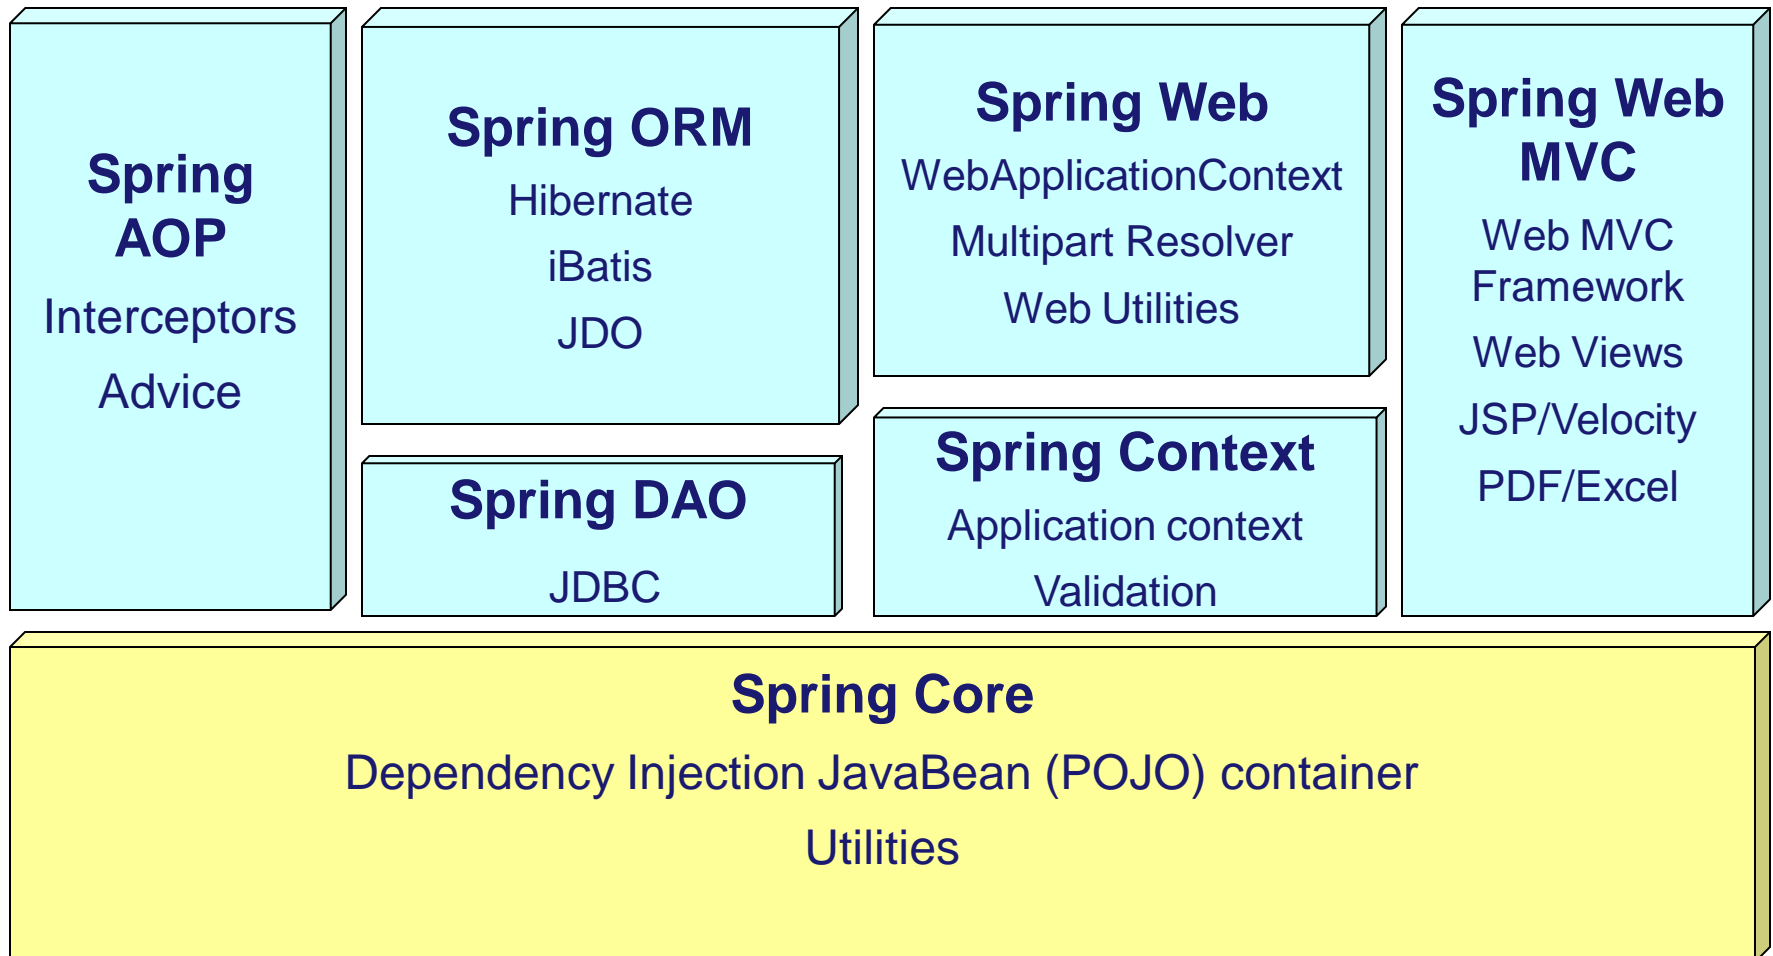 Spring
AOP
Interceptors
Advice
Spring ORM
Hibernate
iBatis
JDO
Spring DAO
JDBC
Spring Web
WebApplicationContext
Multipart Resolver
Web Utilities
Spring Context
Application context
Validation
Spring Web
MVC
Web MVC
Framework
Web Views
JSP/Velocity
PDF/Excel
Spring Core
Dependency Injection JavaBean (POJO) container
Utilities